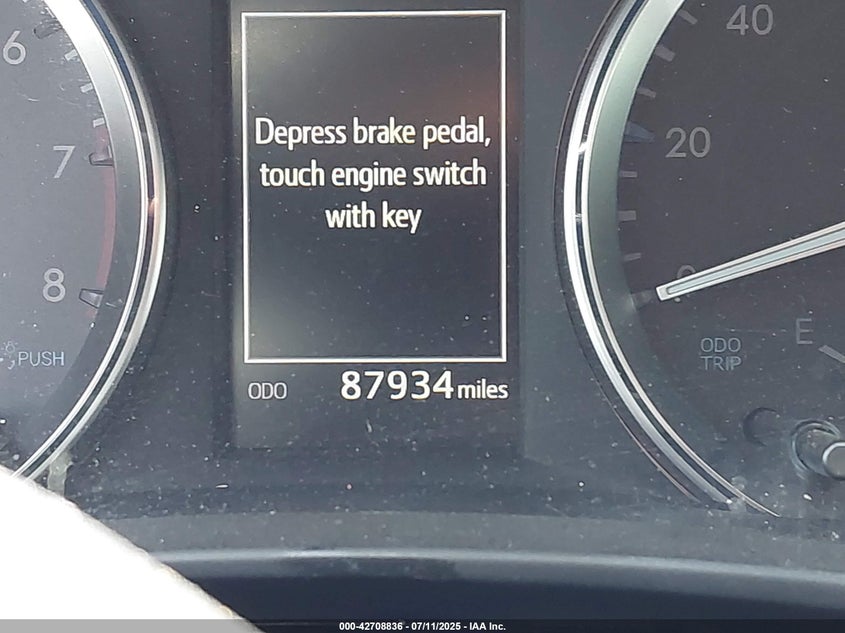 6
7
8
PUSH
Depress brake pedal,
touch engine switch
with key
ODO 87934 miles
40
20
0
ODO
TRIP
E
000-42708836 - 07/11/2025 - IAA Inc.